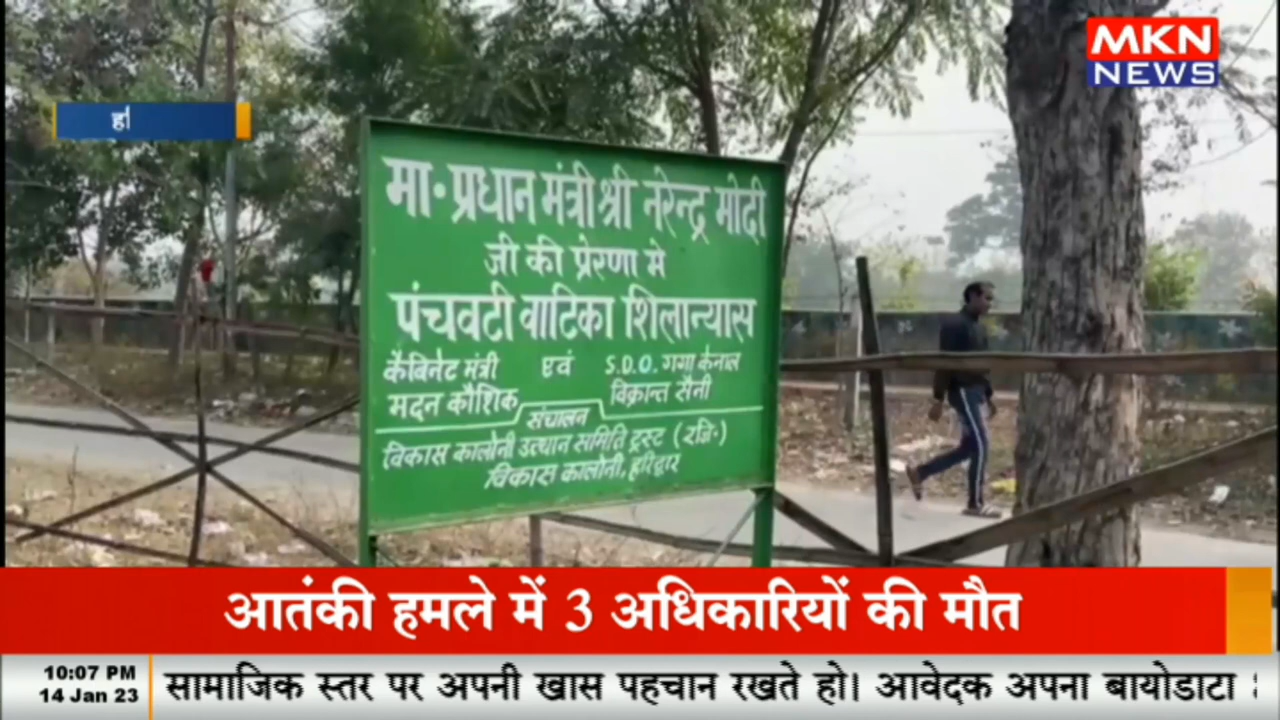 MKN
NEWS
ह
मा॰ प्रधान मंत्री श्री नरेन्द्र मोदी
जी की प्रेरणा मे
पंचवटी वाटिका शिलान्यास
कैबिनेट मंत्री एवं S.D.O. गगा केनाल
मदन कौशिक विक्रान्त सैनी
संचालन
विकास कालोनी उत्थान समिति ट्रस्ट (रजि॰)
विकास कालोनी, हरिद्वार
आतंकी हमले में 3 अधिकारियों की मौत
10:07 PM
14 Jan 23
सामाजिक स्तर पर अपनी खास पहचान रखते हो। आवेदक अपना बायोडाटा